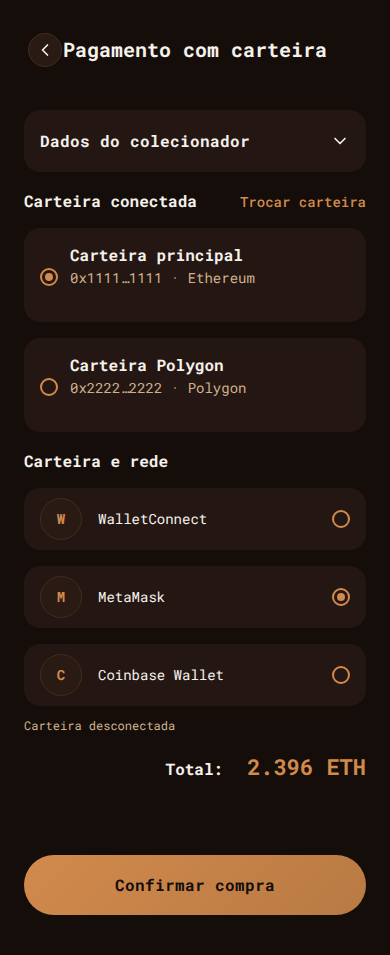 Pagamento com carteira
Dados do colecionador
Carteira conectada
Trocar carteira
Carteira principal
0x1111…1111 · Ethereum
Carteira Polygon
0x2222…2222 · Polygon
Carteira e rede
W WalletConnect
M MetaMask
C Coinbase Wallet
Carteira desconectada
Total: 2.396 ETH
Confirmar compra